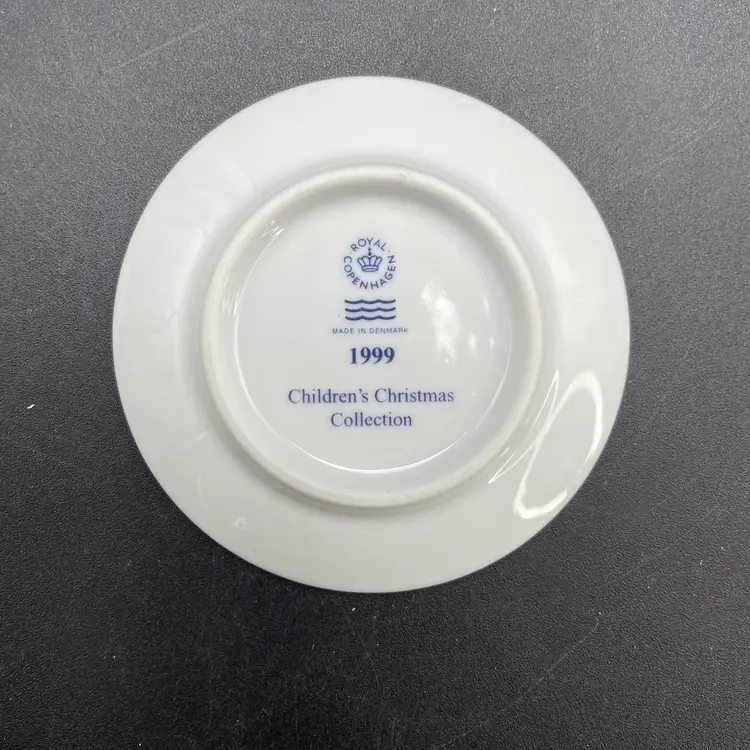 ROYAL
COPENHAGEN
MADE IN DENMARK
1999
Children's Christmas
Collection